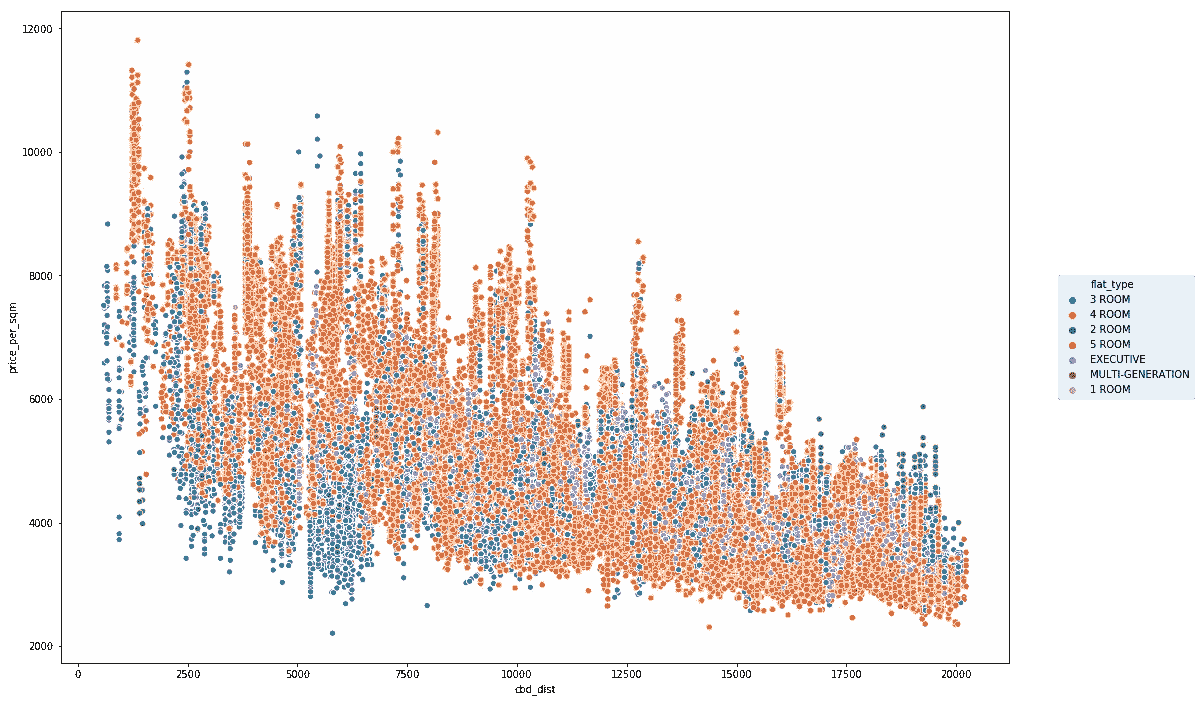 12000
10000
8000
6000
4000
2000
price_per_sqm
0
2500
5000
7500
10000
12500
15000
17500
20000
cbd_dist
flat_type
3 ROOM
4 ROOM
2 ROOM
5 ROOM
EXECUTIVE
MULTI-GENERATION
1 ROOM